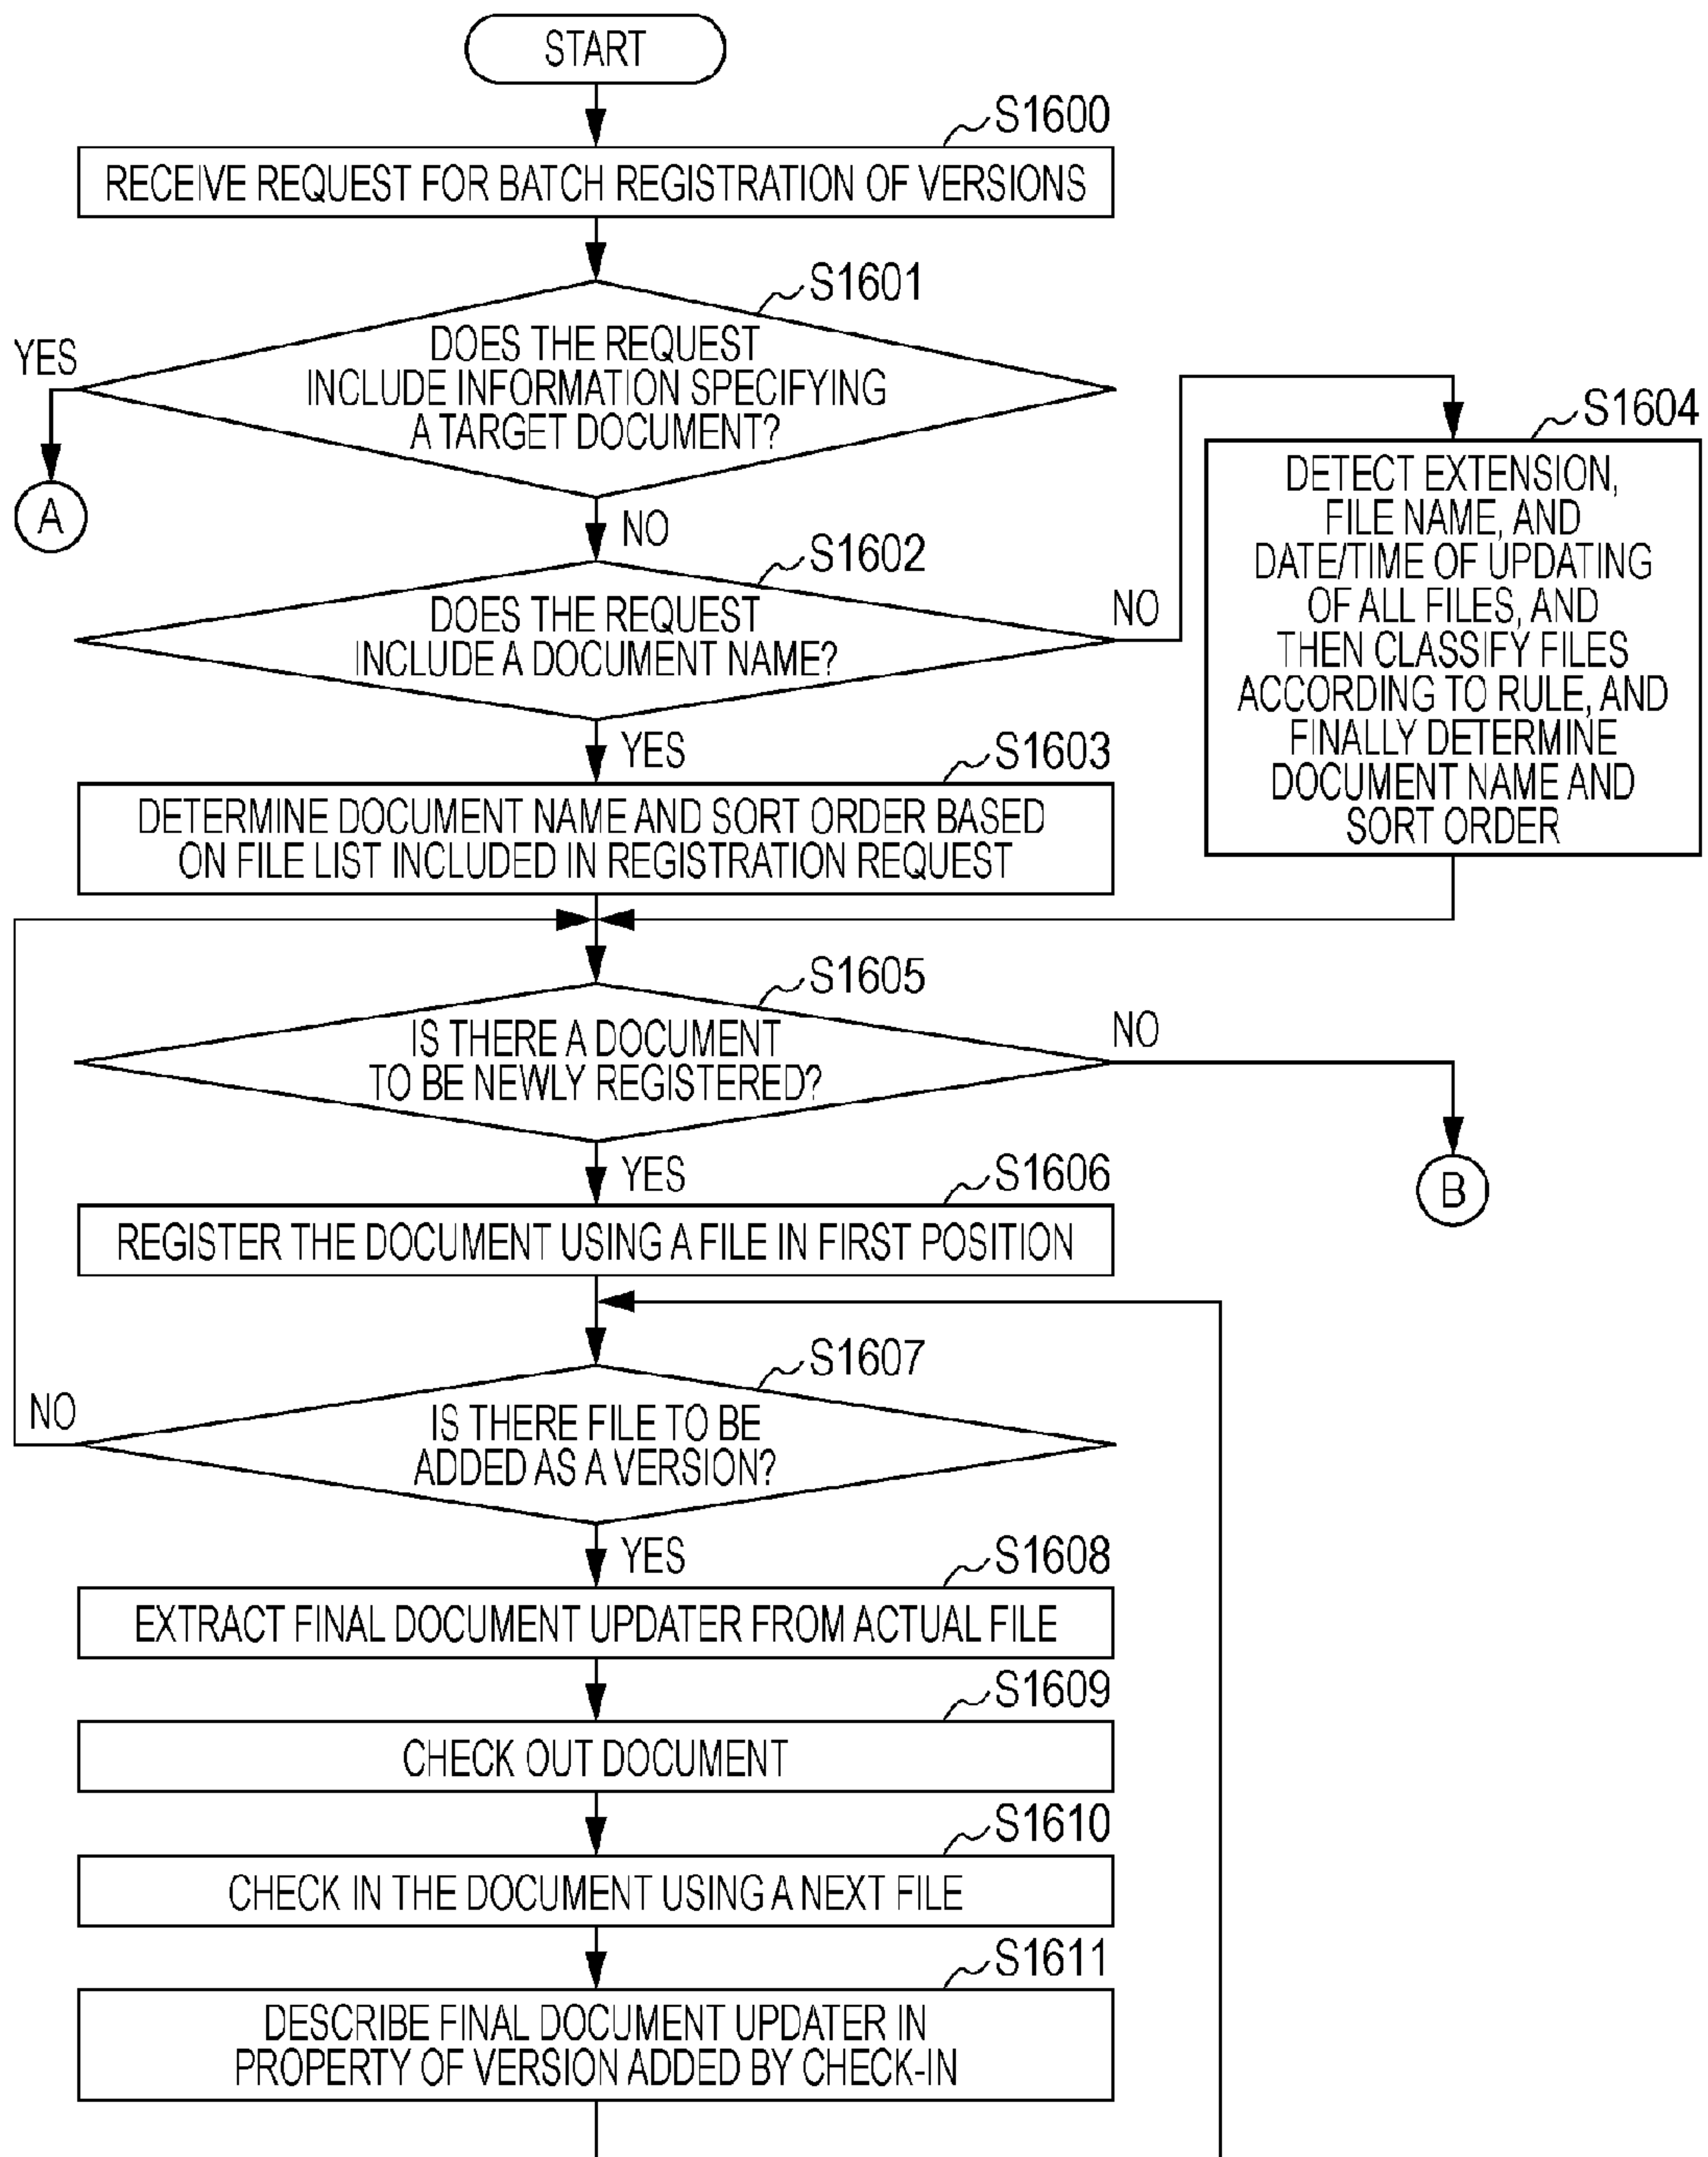 START
S1600
RECEIVE REQUEST FOR BATCH REGISTRATION OF VERSIONS
S1601
DOES THE REQUEST
INCLUDE INFORMATION SPECIFYING
A TARGET DOCUMENT?
YES
A
NO
S1602
DOES THE REQUEST
INCLUDE A DOCUMENT NAME?
NO
S1604
DETECT EXTENSION,
FILE NAME, AND
DATE/TIME OF UPDATING
OF ALL FILES, AND
THEN CLASSIFY FILES
ACCORDING TO RULE, AND
FINALLY DETERMINE
DOCUMENT NAME AND
SORT ORDER
YES
S1603
DETERMINE DOCUMENT NAME AND SORT ORDER BASED
ON FILE LIST INCLUDED IN REGISTRATION REQUEST
S1605
IS THERE A DOCUMENT
TO BE NEWLY REGISTERED?
NO
B
YES
S1606
REGISTER THE DOCUMENT USING A FILE IN FIRST POSITION
S1607
IS THERE FILE TO BE
ADDED AS A VERSION?
NO
YES
S1608
EXTRACT FINAL DOCUMENT UPDATER FROM ACTUAL FILE
S1609
CHECK OUT DOCUMENT
S1610
CHECK IN THE DOCUMENT USING A NEXT FILE
S1611
DESCRIBE FINAL DOCUMENT UPDATER IN
PROPERTY OF VERSION ADDED BY CHECK-IN